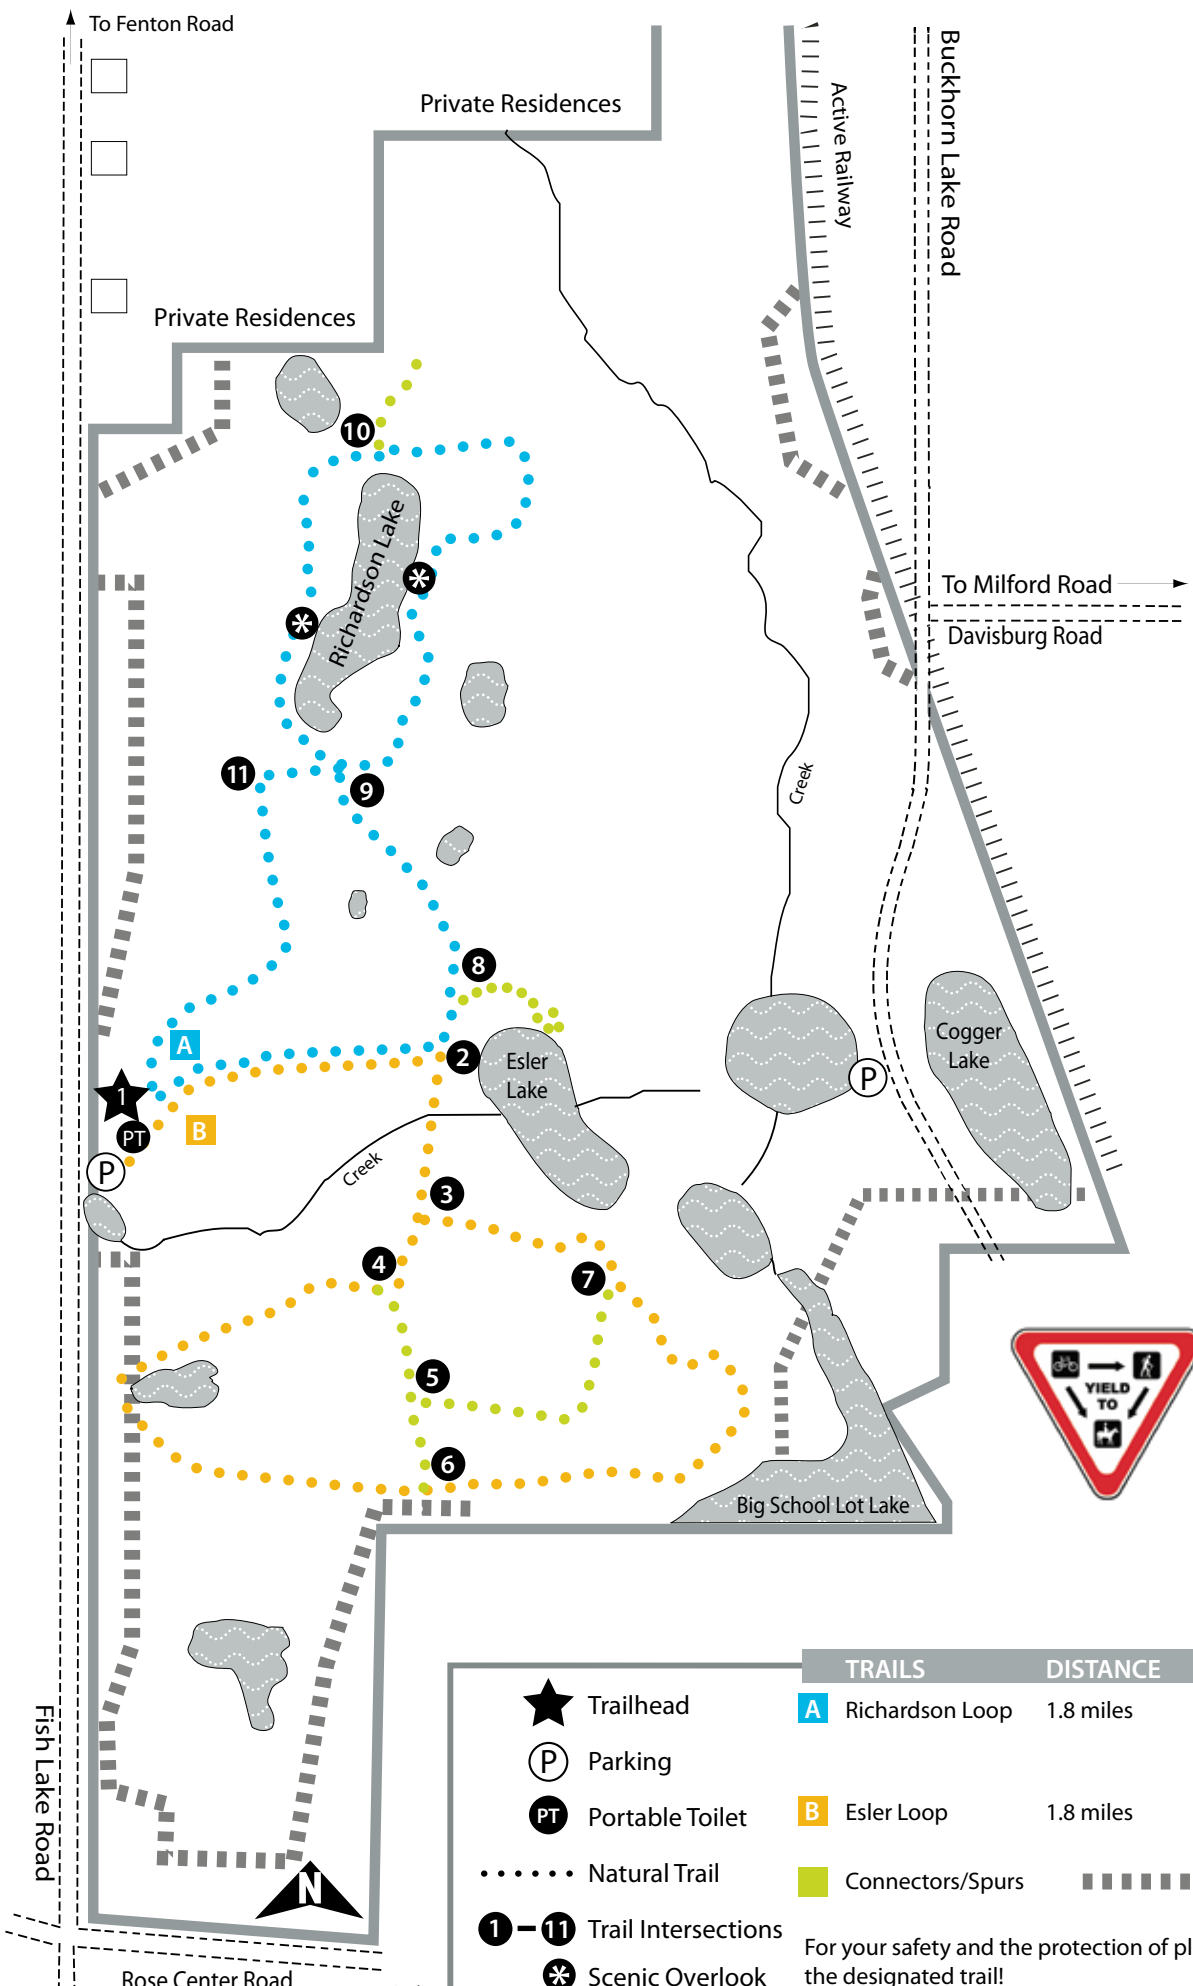 To Fenton Road
Private Residences
Active Railway
Buckhorn Lake Road
Private Residences
10
Richardson Lake
To Milford Road
Davisburg Road
11
9
Creek
8
A
2
Esler
Lake
Cogger
Lake
P
1
B
PT
P
Creek
3
4
7
5
6
YIELD
TO
Big School Lot Lake
Fish Lake Road
N
Rose Center Road
TRAILS DISTANCE
Trailhead
A Richardson Loop 1.8 miles
P Parking
PT Portable Toilet
B Esler Loop 1.8 miles
Natural Trail
Connectors/Spurs
1 – 11 Trail Intersections
Scenic Overlook
For your safety and the protection of pl
the designated trail!